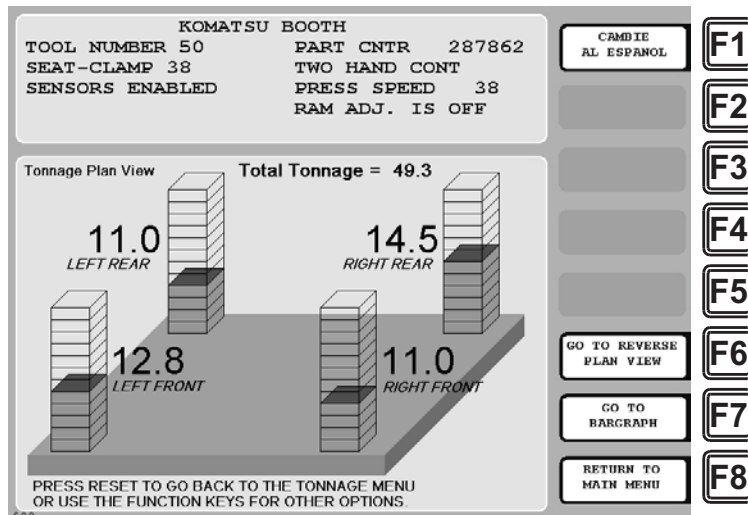 KOMATSU BOOTH
TOOL NUMBER 50 PART CNTR 287862
SEAT-CLAMP 38 TWO HAND CONT
SENSORS ENABLED PRESS SPEED 38
RAM ADJ. IS OFF
Tonnage Plan View Total Tonnage = 49.3
11.0
LEFT REAR
14.5
RIGHT REAR
12.8
LEFT FRONT
11.0
RIGHT FRONT
PRESS RESET TO GO BACK TO THE TONNAGE MENU
OR USE THE FUNCTION KEYS FOR OTHER OPTIONS.
CAMBIE
AL ESPANOL
F1
F2
F3
F4
F5
GO TO REVERSE
PLAN VIEW
F6
GO TO
BARGRAPH
F7
RETURN TO
MAIN MENU
F8